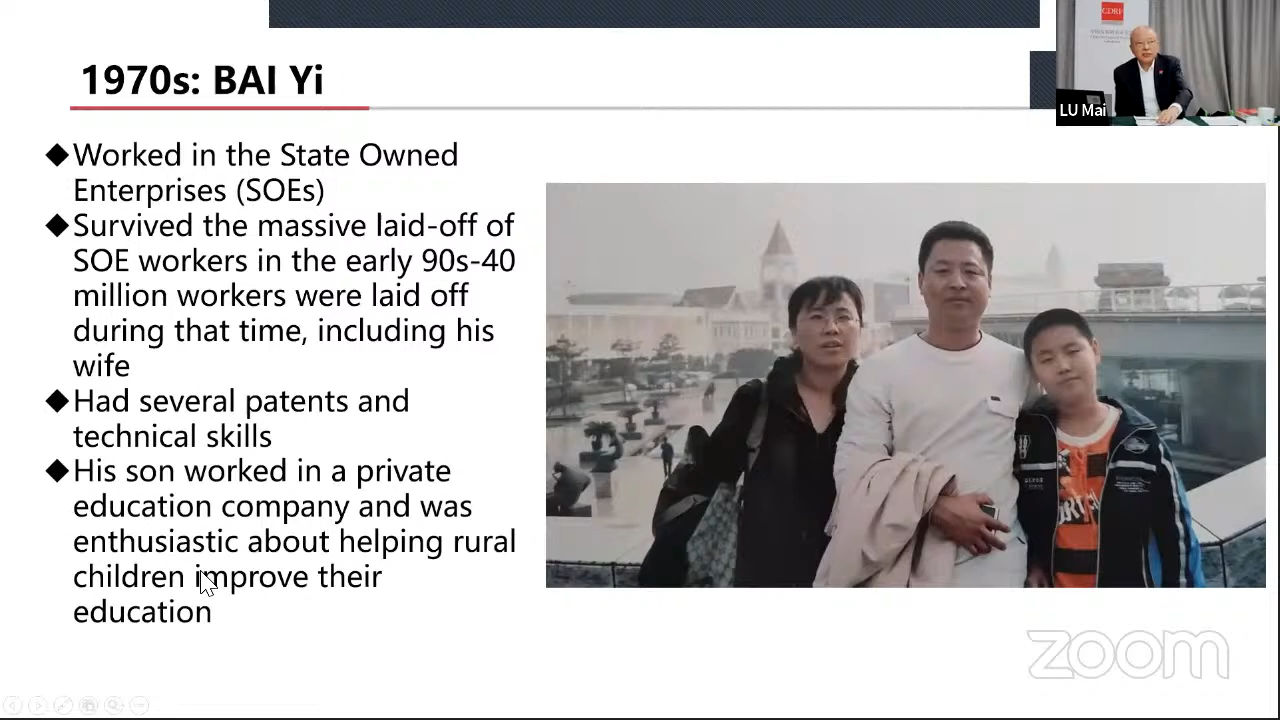 1970s: BAI Yi
◆Worked in the State Owned
Enterprises (SOEs)
◆Survived the massive laid-off of
SOE workers in the early 90s-40
million workers were laid off
during that time, including his
wife
◆Had several patents and
technical skills
◆His son worked in a private
education company and was
enthusiastic about helping rural
children improve their
education
CDRF
LU Mai
zoom